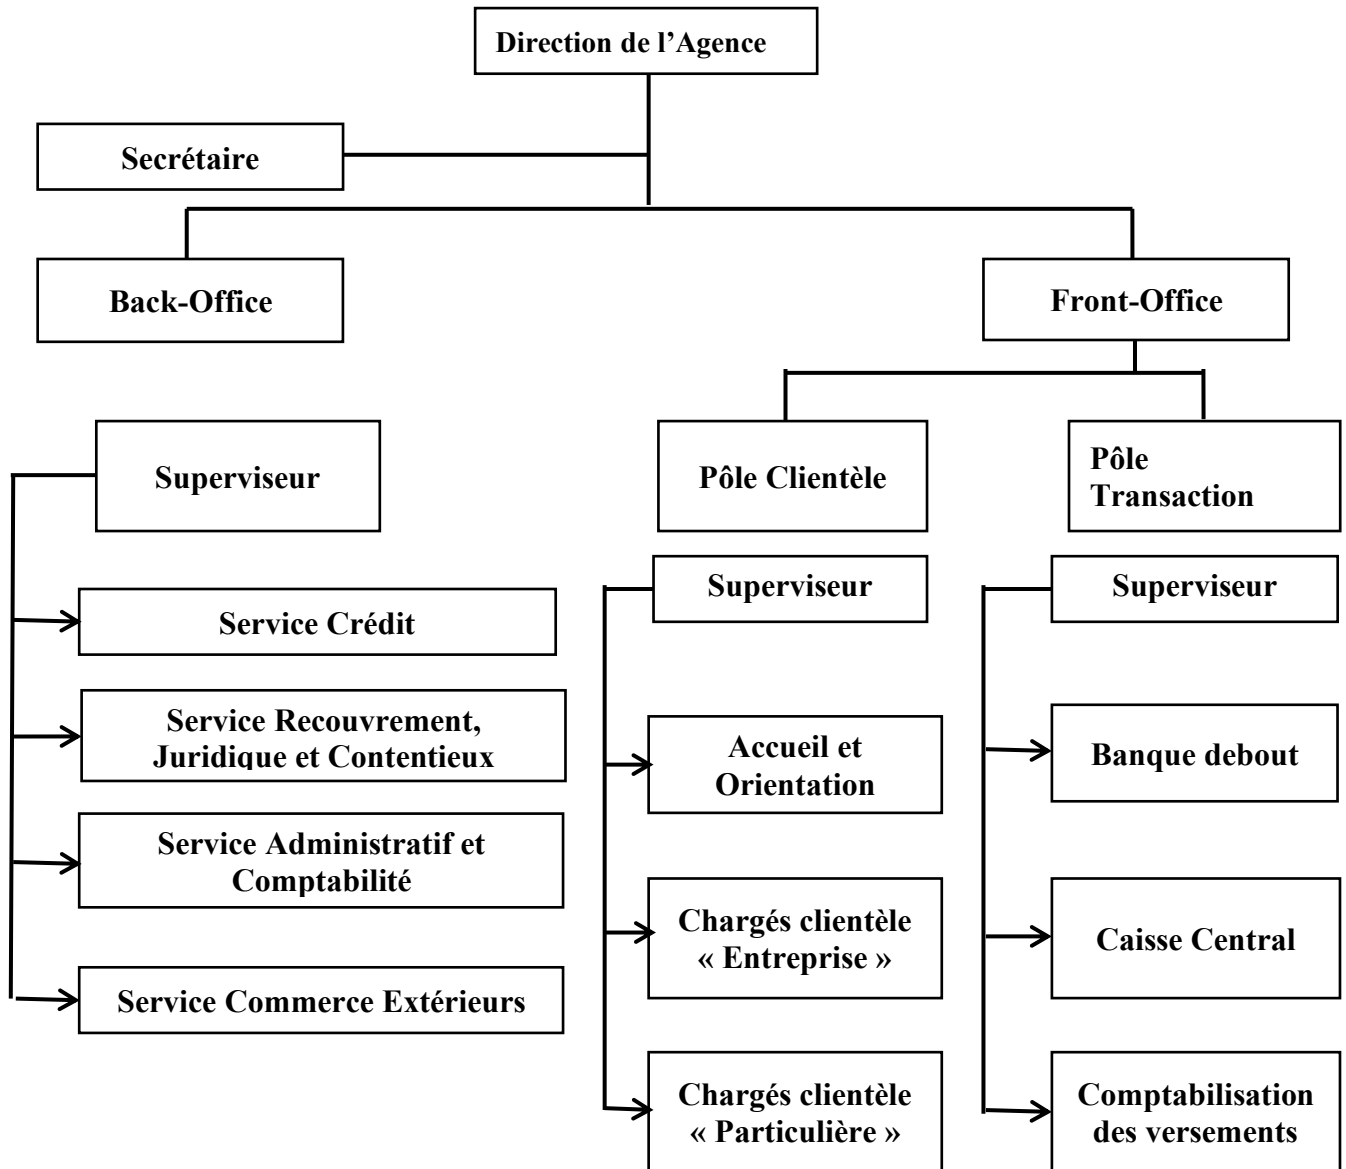 Direction de l’Agence
Secrétaire
Back-Office
Front-Office
Superviseur
Pôle Clientèle
Pôle
Transaction
Superviseur
Superviseur
Service Crédit
Service Recouvrement,
Juridique et Contentieux
Accueil et
Orientation
Banque debout
Service Administratif et
Comptabilité
Chargés clientèle
« Entreprise »
Caisse Central
Service Commerce Extérieurs
Chargés clientèle
« Particulière »
Comptabilisation
des versements